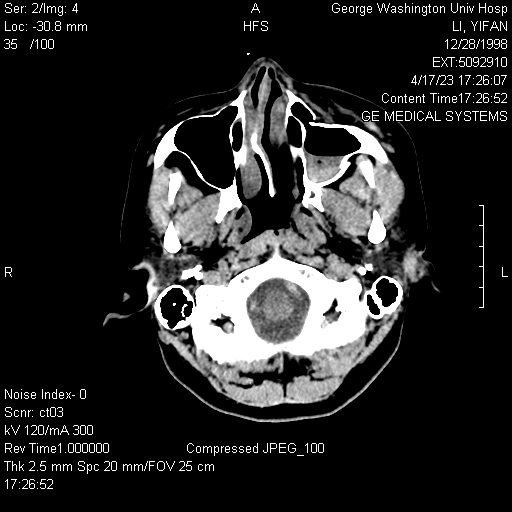 Ser: 2/Img: 4
Loc: -30.8 mm
35 /100
A
HFS
George Washington Univ Hosp
LI, YIFAN
12/28/1998
EXT:5092910
4/17/23 17:26:07
Content Time17:26:52
GE MEDICAL SYSTEMS
R
L
Noise Index- 0
Scnr: ct03
kV 120/mA 300
Rev Time1.000000
Compressed JPEG_100
Thk 2.5 mm Spc 20 mm/FOV 25 cm
17:26:52